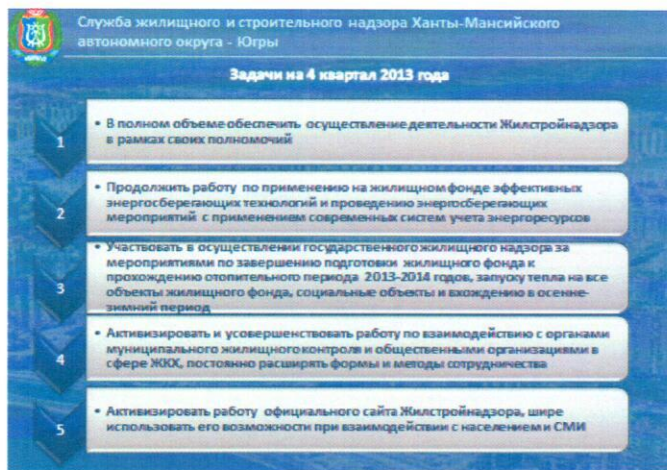 Служба жилищного и строительного надзора Ханты-Мансийского
автономного округа - Югры
Задачи на 4 квартал 2013 года
1
• В полном объеме обеспечить осуществление деятельности Жилстройнадзора
в рамках своих полномочий
2
• Продолжить работу по применению на жилищном фонде эффективных
энергосберегающих технологий и проведению энергосберегающих
мероприятий с применением современных систем учета энергоресурсов
3
• Участвовать в осуществлении государственного жилищного надзора за
мероприятиями по завершению подготовки жилищного фонда к
прохождению отопительного периода 2013-2014 годов, запуску тепла на все
объекты жилищного фонда, социальные объекты и вхождению в осенне-
зимний период
4
• Активизировать и усовершенствовать работу по взаимодействию с органами
муниципального жилищного контроля и общественными организациями в
сфере ЖКХ, постоянно расширять формы и методы сотрудничества
5
• Активизировать работу официального сайта Жилстройнадзора, шире
использовать его возможности при взаимодействии с населением и СМИ